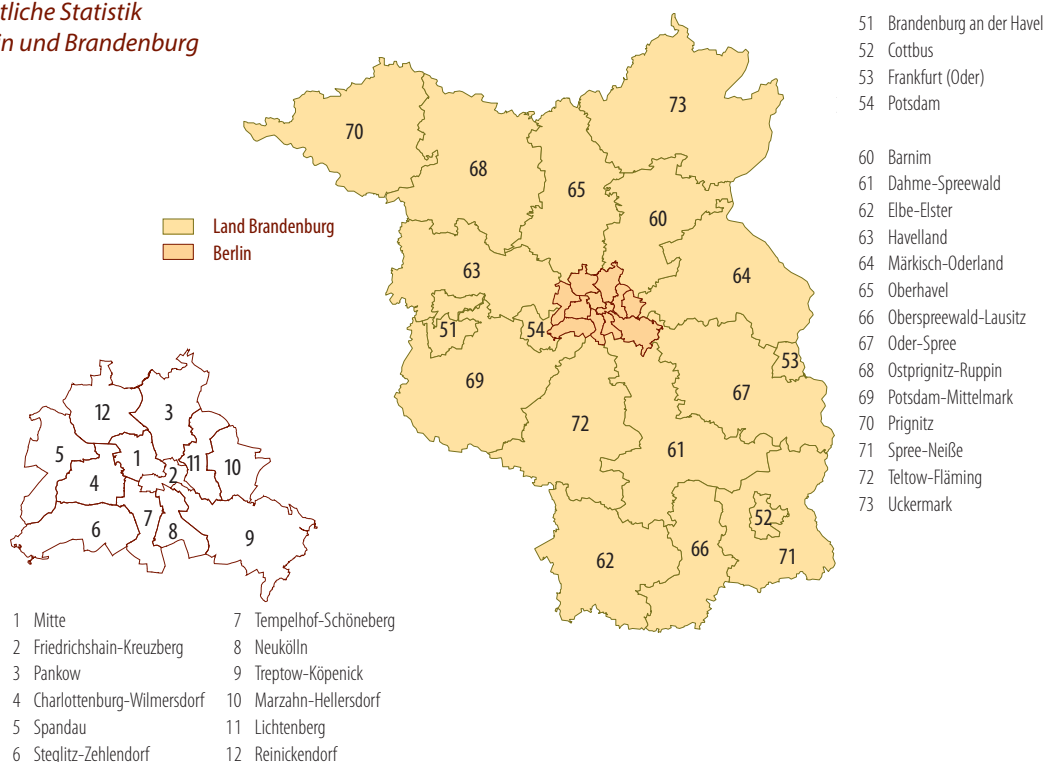 tliche Statistik
n und Brandenburg
51 Brandenburg an der Havel
52 Cottbus
53 Frankfurt (Oder)
54 Potsdam
60 Barnim
61 Dahme-Spreewald
62 Elbe-Elster
63 Havelland
64 Märkisch-Oderland
65 Oberhavel
66 Oberspreewald-Lausitz
67 Oder-Spree
68 Ostprignitz-Ruppin
69 Potsdam-Mittelmark
70 Prignitz
71 Spree-Neiße
72 Teltow-Fläming
73 Uckermark
Land Brandenburg
Berlin
73
70
68
65
60
63
64
51
54
53
69
67
72
61
52
66
62
71
12
3
5
1
11
10
4
2
7
6
8
9
1 Mitte
2 Friedrichshain-Kreuzberg
3 Pankow
4 Charlottenburg-Wilmersdorf
5 Spandau
6 Steglitz-Zehlendorf
7 Tempelhof-Schöneberg
8 Neukölln
9 Treptow-Köpenick
10 Marzahn-Hellersdorf
11 Lichtenberg
12 Reinickendorf